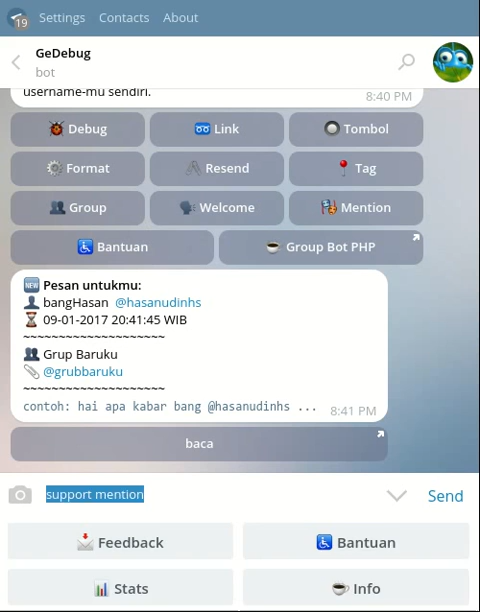 19
Settings Contacts About
GeDebug
bot
username-mu sendiri.
8:40 PM
Debug Link Tombol
Format Resend Tag
Group Welcome Mention
Bantuan Group Bot PHP
NEW Pesan untukmu:
bangHasan @hasanudinhs
09-01-2017 20:41:45 WIB
~~~~~~~~~~~~~~~~~~~~
Grup Baruku
@grubbaruku
~~~~~~~~~~~~~~~~~~~~
contoh: hai apa kabar bang @hasanudinhs ... 8:41 PM
baca
support mention Send
Feedback Bantuan
Stats Info